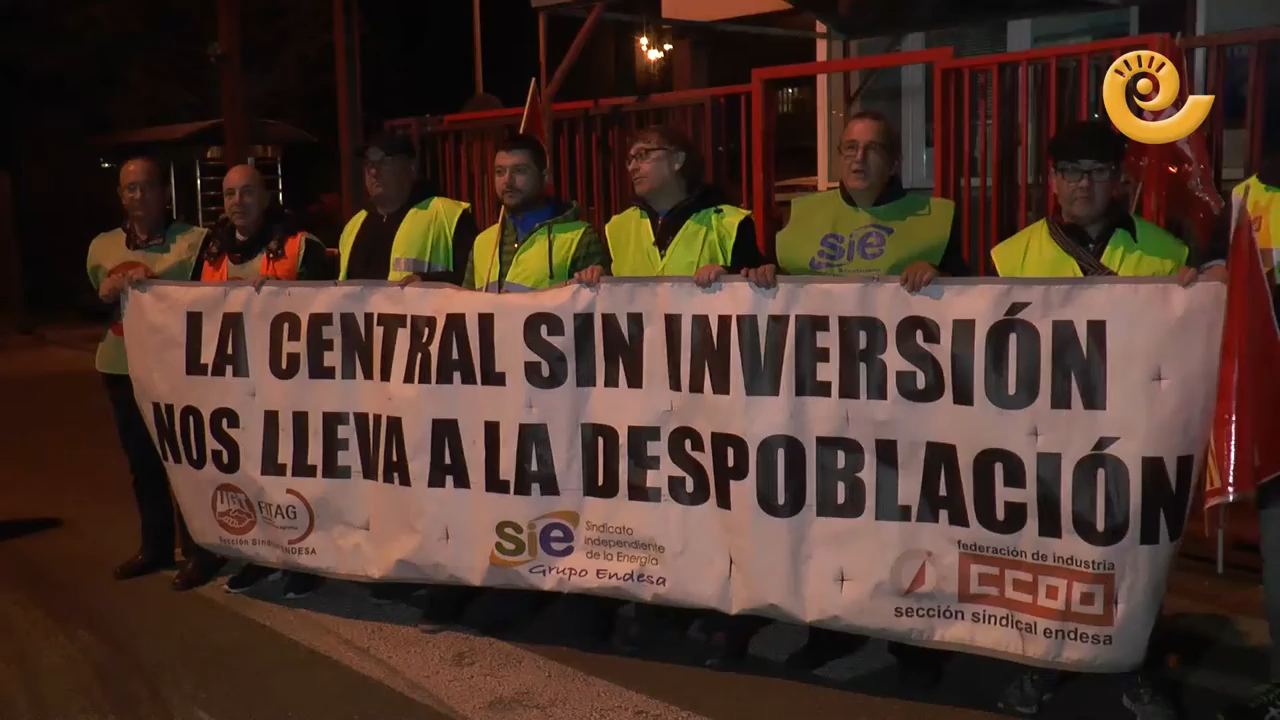 sie
LA CENTRAL SIN INVERSIÓN
NOS LLEVA A LA DESPOBLACIÓN
UGT
FITAG
Sección Sindical ENDESA
sie
Sindicato
Independiente
de la Energía
Grupo Endesa
federación de industria
CCOO
sección sindical endesa